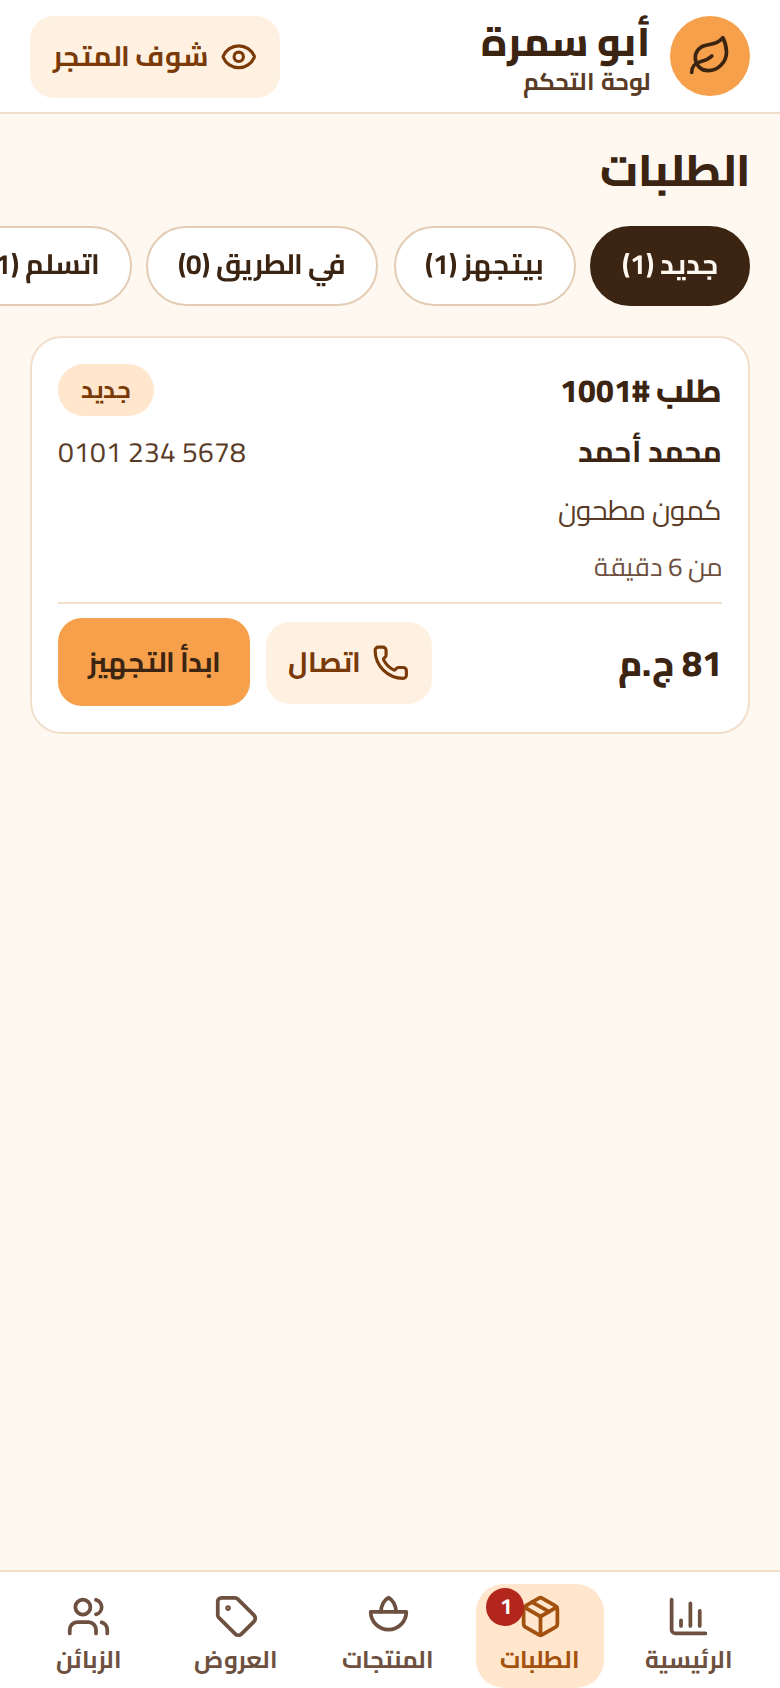 أبو سمرة
لوحة التحكم
شوف المتجر
الطلبات
جديد (1)
بيتجهز (1)
في الطريق (0)
اتسلم (1
طلب #1001
جديد
محمد أحمد
0101 234 5678
كمون مطحون
من 6 دقيقة
81 ج.م
اتصال
ابدأ التجهيز
الرئيسية
1
الطلبات
المنتجات
العروض
الزبائن